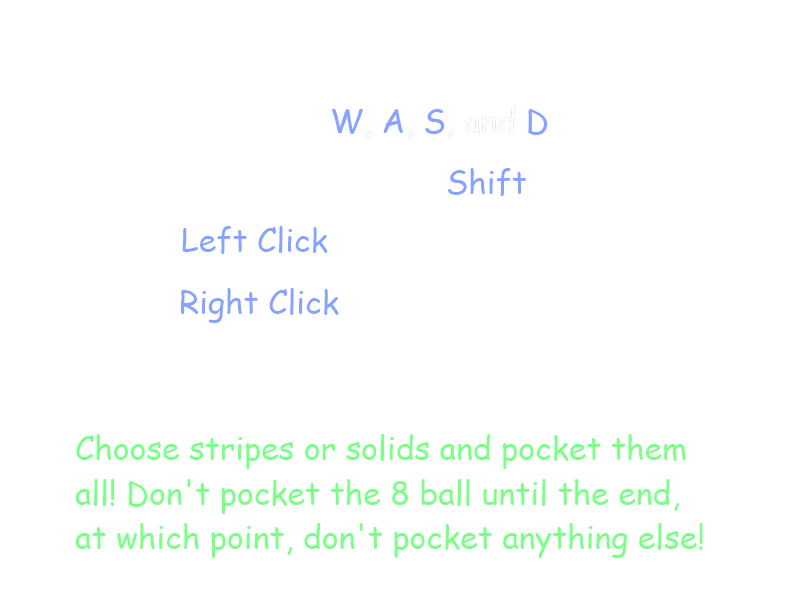 W, A, S, and D
Shift
Left Click
Right Click
Choose stripes or solids and pocket them
all! Don't pocket the 8 ball until the end,
at which point, don't pocket anything else!